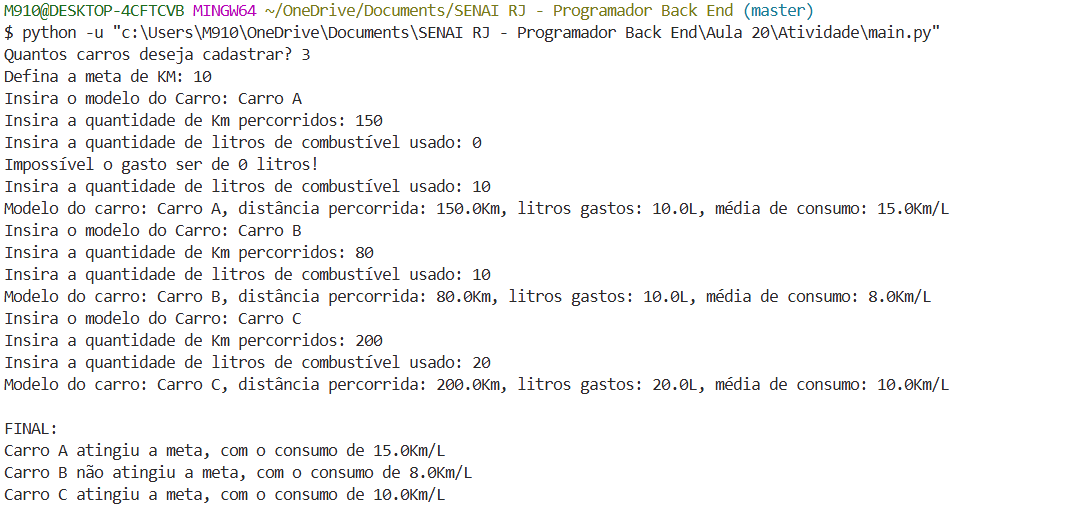 M910@DESKTOP-4CFTCVB MINGW64 ~/OneDrive/Documents/SENAI RJ - Programador Back End (master)
$ python -u "c:\Users\M910\OneDrive\Documents\SENAI RJ - Programador Back End\Aula 20\Atividade\main.py"
Quantos carros deseja cadastrar? 3
Defina a meta de KM: 10
Insira o modelo do Carro: Carro A
Insira a quantidade de Km percorridos: 150
Insira a quantidade de litros de combustível usado: 0
Impossível o gasto ser de 0 litros!
Insira a quantidade de litros de combustível usado: 10
Modelo do carro: Carro A, distância percorrida: 150.0Km, litros gastos: 10.0L, média de consumo: 15.0Km/L
Insira o modelo do Carro: Carro B
Insira a quantidade de Km percorridos: 80
Insira a quantidade de litros de combustível usado: 10
Modelo do carro: Carro B, distância percorrida: 80.0Km, litros gastos: 10.0L, média de consumo: 8.0Km/L
Insira o modelo do Carro: Carro C
Insira a quantidade de Km percorridos: 200
Insira a quantidade de litros de combustível usado: 20
Modelo do carro: Carro C, distância percorrida: 200.0Km, litros gastos: 20.0L, média de consumo: 10.0Km/L
FINAL:
Carro A atingiu a meta, com o consumo de 15.0Km/L
Carro B não atingiu a meta, com o consumo de 8.0Km/L
Carro C atingiu a meta, com o consumo de 10.0Km/L